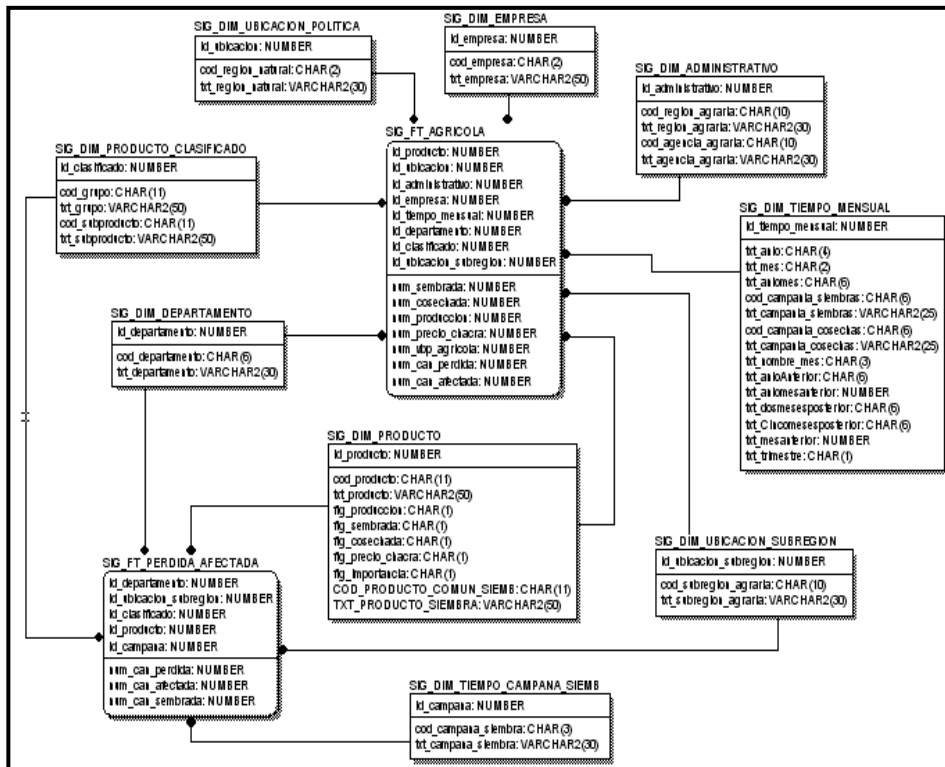 SIG_DIM_UBICACION_POLITICA
id_ubicacion: NUMBER
cod_region_natural: CHAR(2)
txt_region_natural: VARCHAR2(30)
SIG_DIM_EMPRESA
id_empresa: NUMBER
cod_empresa: CHAR(2)
txt_empresa: VARCHAR2(50)
SIG_DIM_ADMINISTRATIVO
id_administrativo: NUMBER
cod_region_agraria: CHAR(10)
txt_region_agraria: VARCHAR2(30)
cod_agencia_agraria: CHAR(10)
txt_agencia_agraria: VARCHAR2(30)
SIG_FT_AGRICOLA
id_producto: NUMBER
id_ubicacion: NUMBER
id_administrativo: NUMBER
id_empresa: NUMBER
id_tiempo_mensual: NUMBER
id_departamento: NUMBER
id_clasificado: NUMBER
id_ubicacion_subregion: NUMBER
num_sembrada: NUMBER
num_cosechada: NUMBER
num_produccion: NUMBER
num_precio_chacra: NUMBER
num_vbp_agricola: NUMBER
num_can_perdida: NUMBER
num_can_afectada: NUMBER
SIG_DIM_PRODUCTO_CLASIFICADO
id_clasificado: NUMBER
cod_grupo: CHAR(11)
txt_grupo: VARCHAR2(50)
cod_subproducto: CHAR(11)
txt_subproducto: VARCHAR2(50)
SIG_DIM_TIEMPO_MENSUAL
id_tiempo_mensual: NUMBER
txt_anio: CHAR(4)
txt_mes: CHAR(2)
txt_aniomes: CHAR(6)
cod_campania_siembras: CHAR(6)
txt_campania_siembras: VARCHAR2(25)
cod_campania_cosechas: CHAR(6)
txt_campania_cosechas: VARCHAR2(25)
txt_nombre_mes: CHAR(3)
txt_anioAnterior: CHAR(6)
txt_aniomesanterior: NUMBER
txt_dosmesesposterior: CHAR(6)
txt_Cincomesesposterior: CHAR(6)
txt_mesanterior: NUMBER
txt_trimestre: CHAR(1)
SIG_DIM_DEPARTAMENTO
id_departamento: NUMBER
cod_departamento: CHAR(6)
txt_departamento: VARCHAR2(30)
SIG_DIM_PRODUCTO
id_producto: NUMBER
cod_producto: CHAR(11)
txt_producto: VARCHAR2(50)
flg_produccion: CHAR(1)
flg_sembrada: CHAR(1)
flg_cosechada: CHAR(1)
flg_precio_chacra: CHAR(1)
flg_importancia: CHAR(1)
COD_PRODUCTO_COMUN_SIEMB: CHAR(11)
TXT_PRODUCTO_SIEMBRA: VARCHAR2(50)
SIG_DIM_UBICACION_SUBREGION
id_ubicacion_subregion: NUMBER
cod_subregion_agraria: CHAR(10)
txt_subregion_agraria: VARCHAR2(30)
SIG_FT_PERDIDA_AFECTADA
id_departamento: NUMBER
id_ubicacion_subregion: NUMBER
id_clasificado: NUMBER
id_producto: NUMBER
id_campana: NUMBER
num_can_perdida: NUMBER
num_can_afectada: NUMBER
num_can_sembrada: NUMBER
SIG_DIM_TIEMPO_CAMPANA_SIEMB
id_campana: NUMBER
cod_campana_siembra: CHAR(3)
txt_campana_siembra: VARCHAR2(30)